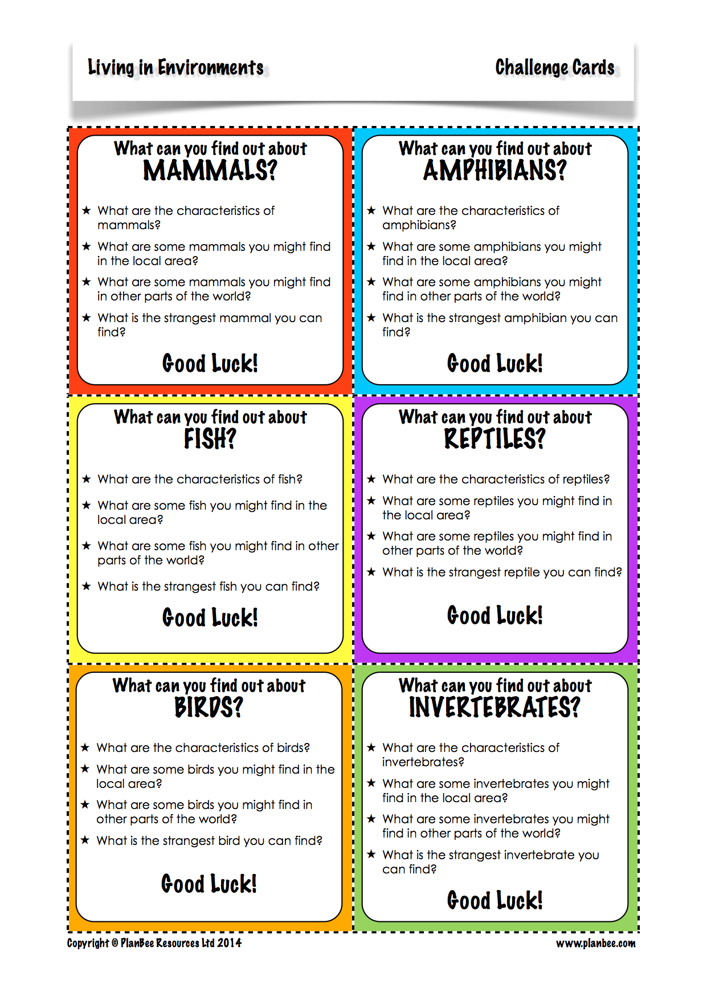 Living in Environments
Challenge Cards
What can you find out about
MAMMALS?
★ What are the characteristics of
mammals?
★ What are some mammals you might find
in the local area?
★ What are some mammals you might find
in other parts of the world?
★ What is the strangest mammal you can
find?
Good Luck!
What can you find out about
AMPHIBIANS?
★ What are the characteristics of
amphibians?
★ What are some amphibians you might
find in the local area?
★ What are some amphibians you might
find in other parts of the world?
★ What is the strangest amphibian you can
find?
Good Luck!
What can you find out about
FISH?
★ What are the characteristics of fish?
★ What are some fish you might find in the
local area?
★ What are some fish you might find in other
parts of the world?
★ What is the strangest fish you can find?
Good Luck!
What can you find out about
REPTILES?
★ What are the characteristics of reptiles?
★ What are some reptiles you might find in
the local area?
★ What are some reptiles you might find in
other parts of the world?
★ What is the strangest reptile you can find?
Good Luck!
What can you find out about
BIRDS?
★ What are the characteristics of birds?
★ What are some birds you might find in the
local area?
★ What are some birds you might find in
other parts of the world?
★ What is the strangest bird you can find?
Good Luck!
What can you find out about
INVERTEBRATES?
★ What are the characteristics of
invertebrates?
★ What are some invertebrates you might
find in the local area?
★ What are some invertebrates you might
find in other parts of the world?
★ What is the strangest invertebrate you
can find?
Good Luck!
Copyright © PlanBee Resources Ltd 2014
www.planbee.com